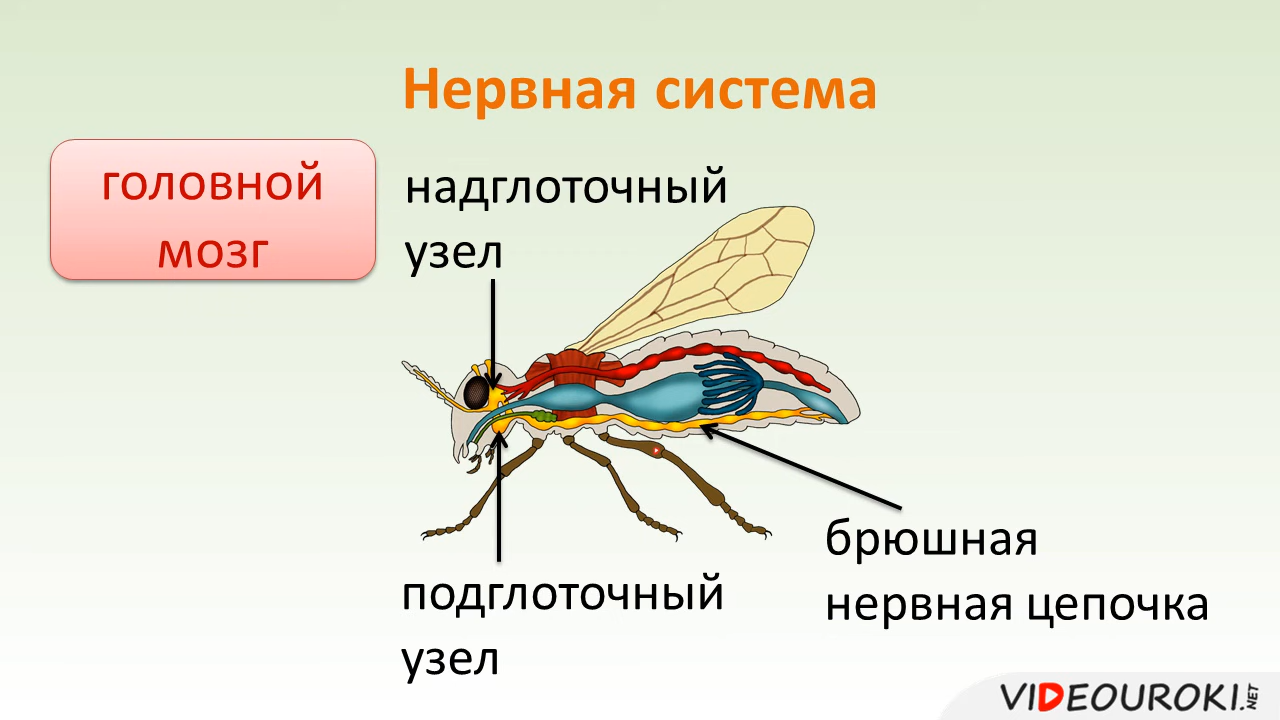 Нервная система
головной
мозг
надглоточный
узел
подглоточный
узел
брюшная
нервная цепочка
VIDEOUROKI.NET